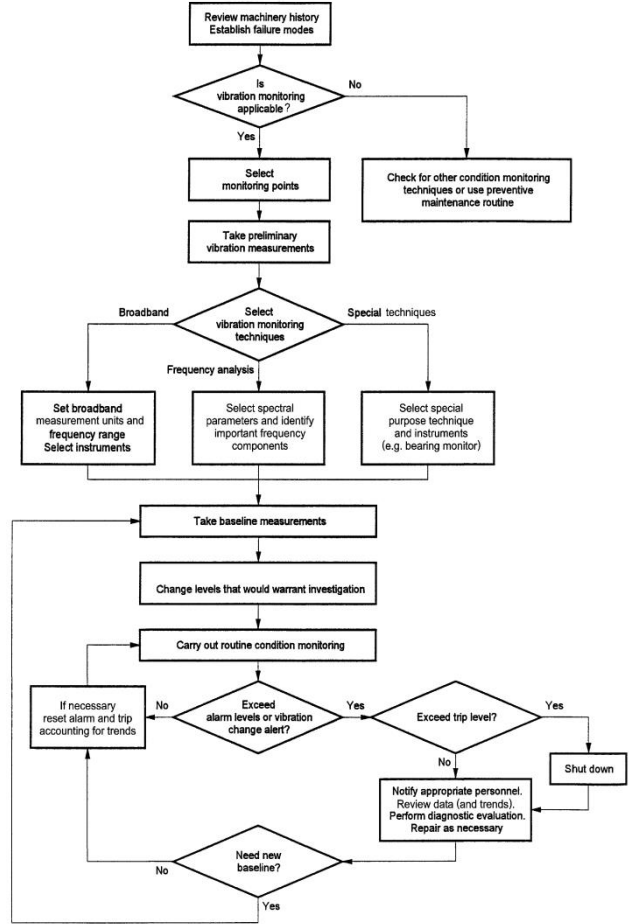 Review machinery history
Establish failure modes
Is
vibration monitoring
applicable?
No
Yes
Select
monitoring points
Check for other condition monitoring
techniques or use preventive
maintenance routine
Take preliminary
vibration measurements
Broadband
Select
vibration monitoring
techniques
Special techniques
Frequency analysis
Set broadband
measurement units and
frequency range
Select instruments
Select spectral
parameters and identify
important frequency
components
Select special
purpose technique
and instruments
(e.g. bearing monitor)
Take baseline measurements
Change levels that would warrant investigation
Carry out routine condition monitoring
If necessary
reset alarm and trip
accounting for trends
No
Exceed
alarm levels or vibration
change alert?
Yes
Exceed trip level?
Yes
No
Shut down
Notify appropriate personnel.
Review data (and trends).
Perform diagnostic evaluation.
Repair as necessary
Need new
baseline?
No
Yes